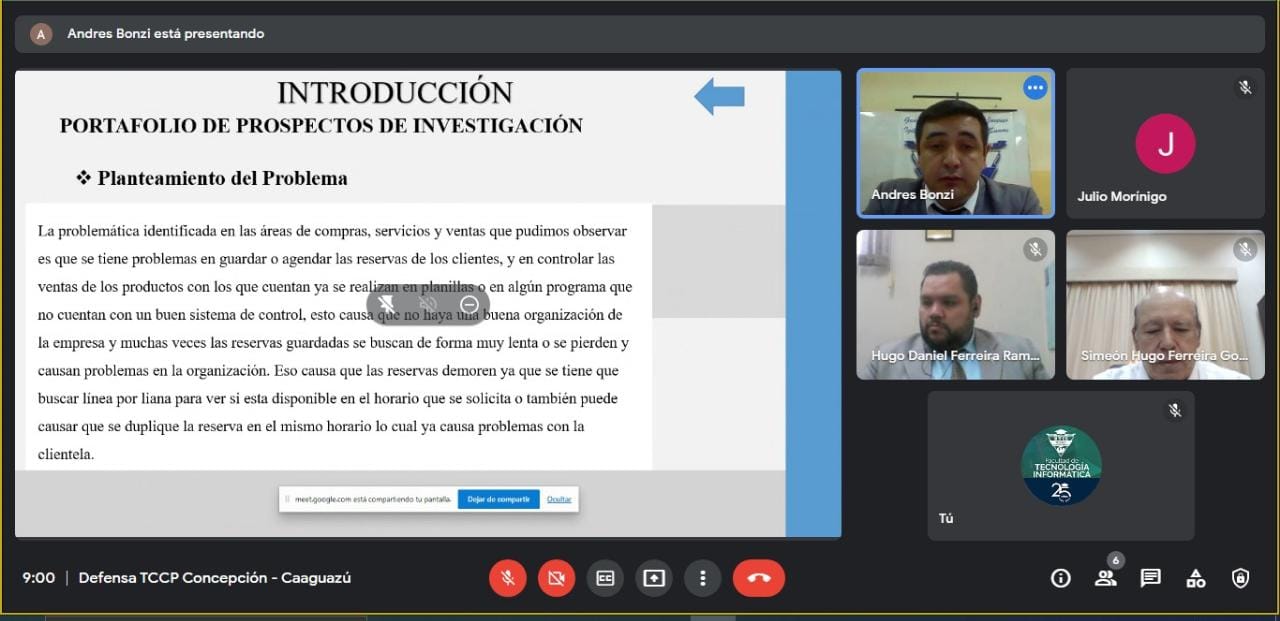 A
Andres Bonzi está presentando
INTRODUCCIÓN
PORTAFOLIO DE PROSPECTOS DE INVESTIGACIÓN
❖ Planteamiento del Problema
La problemática identificada en las áreas de compras, servicios y ventas que pudimos observar
es que se tiene problemas en guardar o agendar las reservas de los clientes, y en controlar las
ventas de los productos con los que cuentan ya se realizan en planillas o en algún programa que
no cuentan con un buen sistema de control, esto causa que no haya una buena organización de
la empresa y muchas veces las reservas guardadas se buscan de forma muy lenta o se pierden y
causan problemas en la organización. Eso causa que las reservas demoren ya que se tiene que
buscar línea por liana para ver si esta disponible en el horario que se solicita o también puede
causar que se duplique la reserva en el mismo horario lo cual ya causa problemas con la
clientela.
meet.google.com está compartiendo tu pantalla.
Dejar de compartir
Ocultar
Andres Bonzi
J
Julio Morínigo
Hugo Daniel Ferreira Ram...
Simeón Hugo Ferreira Go...
Facultad de
TECNOLOGÍA
INFORMÁTICA
25
Tú
9:00 | Defensa TCCP Concepción - Caaguazú
CC
6